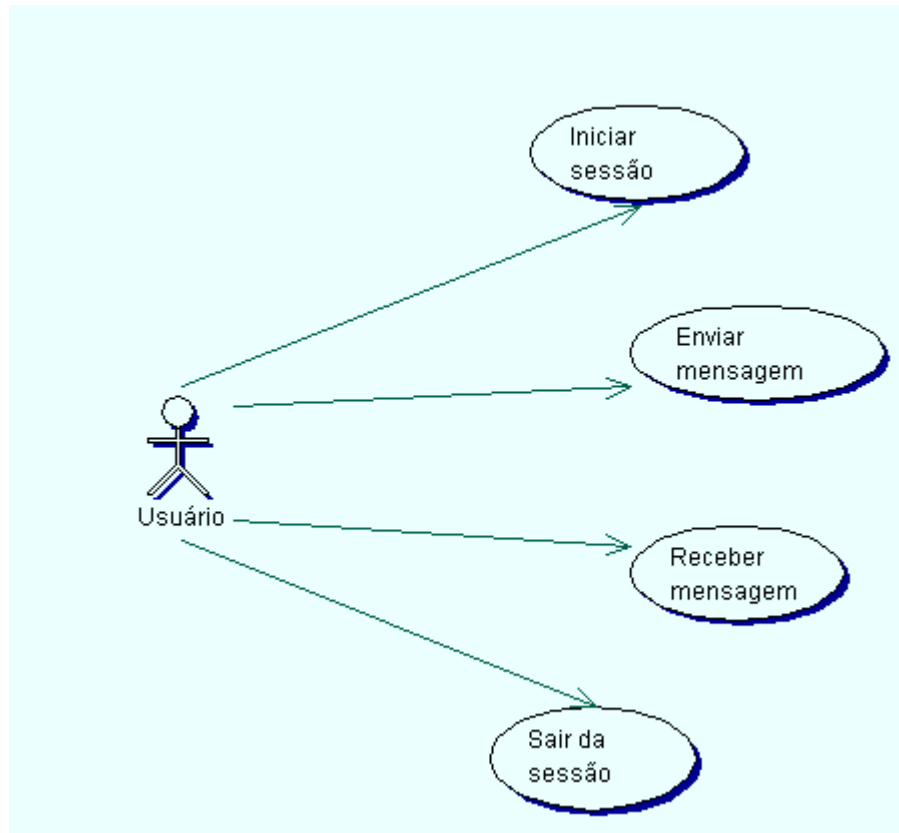 Iniciar
sessão
Enviar
mensagem
Usuário
Receber
mensagem
Sair da
sessão